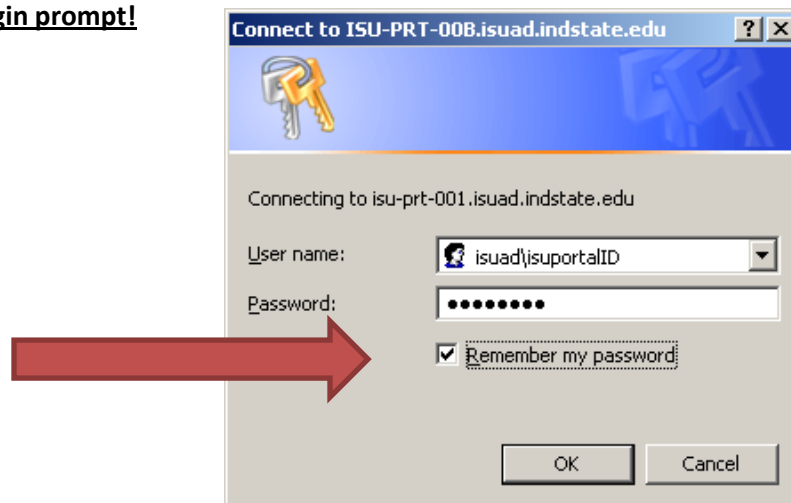 gin prompt!
Connect to ISU-PRT-00B.isuad.indstate.edu
Connecting to isu-prt-001.isuad.indstate.edu
User name: isuad\isuportalID
Password: ••••••••
Remember my password
OK Cancel